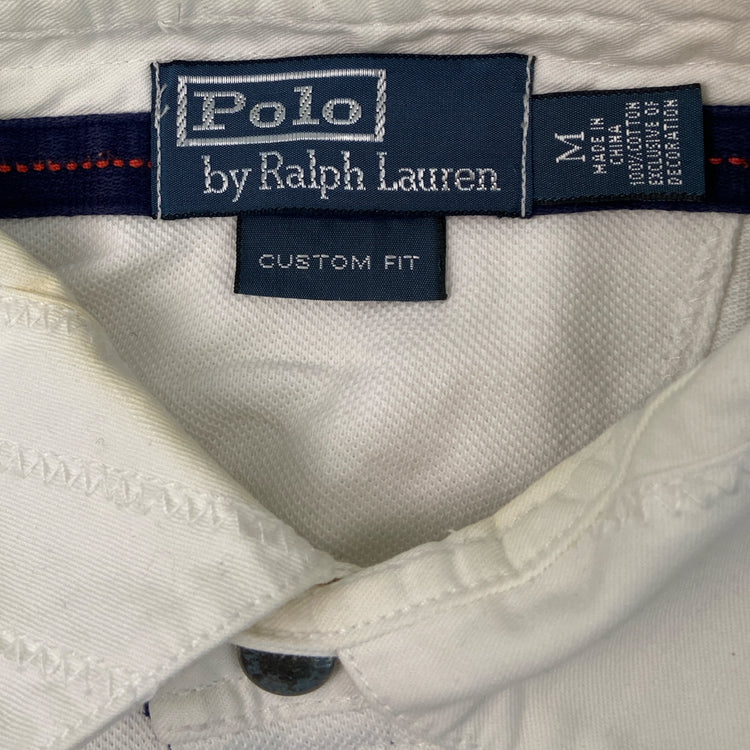 Polo
by Ralph Lauren
CUSTOM FIT
M
MADE IN
CHINA
100% COTTON
EXCLUSIVE OF
DECORATION